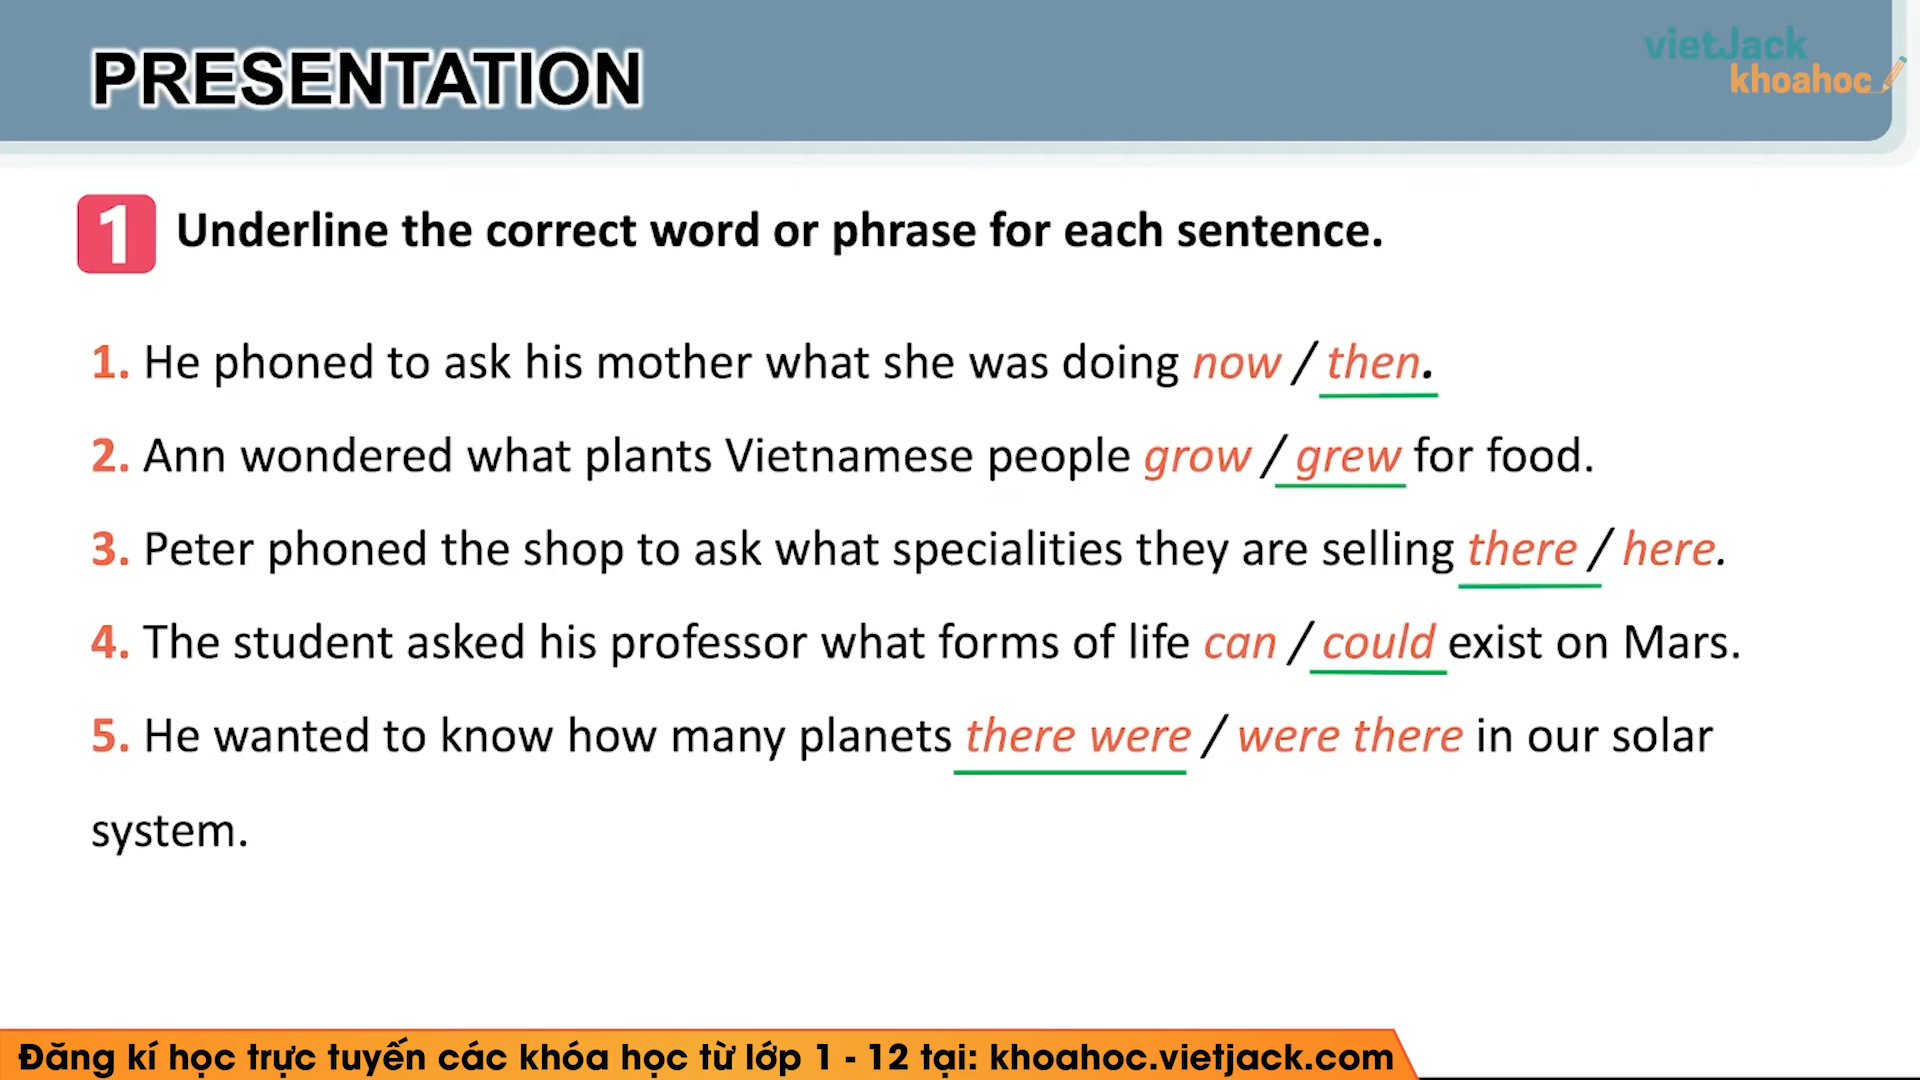 PRESENTATION
vietJack
khoahoc
1 Underline the correct word or phrase for each sentence.
1. He phoned to ask his mother what she was doing now / then.
2. Ann wondered what plants Vietnamese people grow / grew for food.
3. Peter phoned the shop to ask what specialities they are selling there / here.
4. The student asked his professor what forms of life can / could exist on Mars.
5. He wanted to know how many planets there were / were there in our solar
system.
Đăng kí học trực tuyến các khóa học từ lớp 1 - 12 tại: khoahoc.vietjack.com